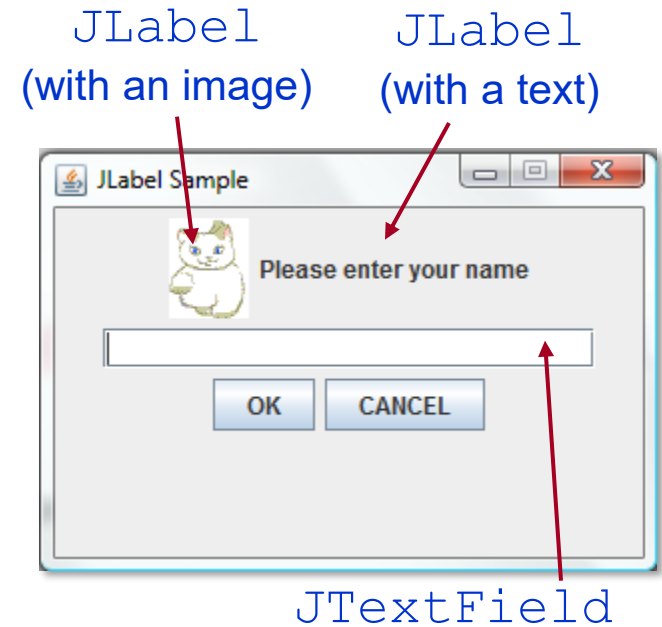 JLabel
(with an image)
JLabel
(with a text)
JLabel Sample
Please enter your name
OK
CANCEL
JTextField